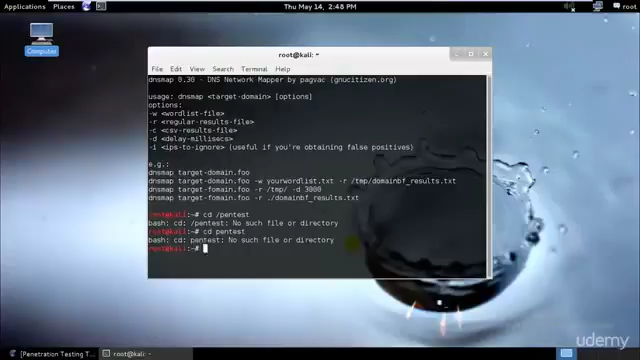 Applications Places Thu May 14, 2:48 PM root
Computer
root@kali: ~
File Edit View Search Terminal Help
dnsmap 0.30 - DNS Network Mapper by pagvac (gnucitizen.org)
usage: dnsmap <target-domain> [options]
options:
-w <wordlist-file>
-r <regular-results-file>
-c <csv-results-file>
-d <delay-millisecs>
-i <ips-to-ignore> (useful if you're obtaining false positives)
e.g.:
dnsmap target-domain.foo
dnsmap target-domain.foo -w yourwordlist.txt -r /tmp/domainbf_results.txt
dnsmap target-fomain.foo -r /tmp/ -d 3000
dnsmap target-fomain.foo -r ./domainbf_results.txt
root@kali:~# cd /pentest
bash: cd: /pentest: No such file or directory
root@kali:~# cd pentest
bash: cd: pentest: No such file or directory
root@kali:~#
udemy
[Penetration Testing T... root@kali: ~